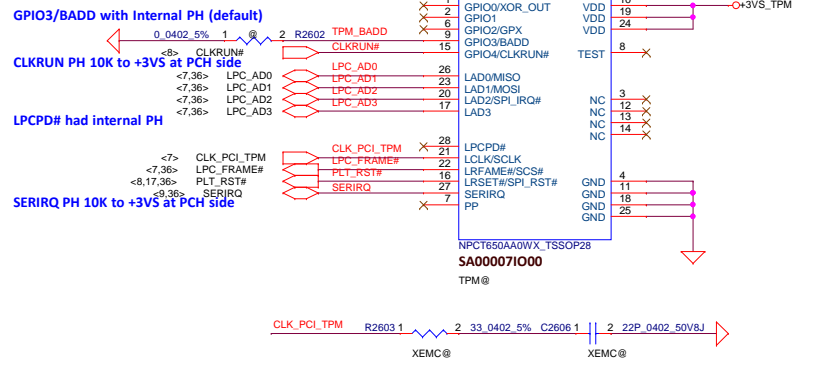 GPIO3/BADD with Internal PH (default)
0_0402_5% 1 @ 2 R2602 TPM_BADD
<8> CLKRUN# CLKRUN#
CLKRUN PH 10K to +3VS at PCH side
<7,36> LPC_AD0 LPC_AD0
<7,36> LPC_AD1 LPC_AD1
<7,36> LPC_AD2 LPC_AD2
<7,36> LPC_AD3 LPC_AD3
LPCPD# had internal PH
<7> CLK_PCI_TPM CLK_PCI_TPM
<7,36> LPC_FRAME# LPC_FRAME#
<8,17,36> PLT_RST# PLT_RST#
<9,36> SERIRQ SERIRQ
SERIRQ PH 10K to +3VS at PCH side
GPIO0/XOR_OUT
2 GPIO1
6 GPIO2/GPX
9 GPIO3/BADD
15 GPIO4/CLKRUN#
26 LAD0/MISO
23 LAD1/MOSI
20 LAD2/SPI_IRQ#
17 LAD3
28 LPCPD#
21 LCLK/SCLK
22 LRFAME#/SCS#
16 LRSET#/SPI_RST#
27 SERIRQ
7 PP
VDD +3VS_TPM
VDD 19
VDD 24
TEST 8
NC 3
NC 12
NC 13
NC 14
GND 4
GND 11
GND 18
GND 25
NPCT650AA0WX_TSSOP28
SA00007IO00
TPM@
CLK_PCI_TPM R2603 1 2 33_0402_5% C2606 1 2 22P_0402_50V8J
XEMC@ XEMC@